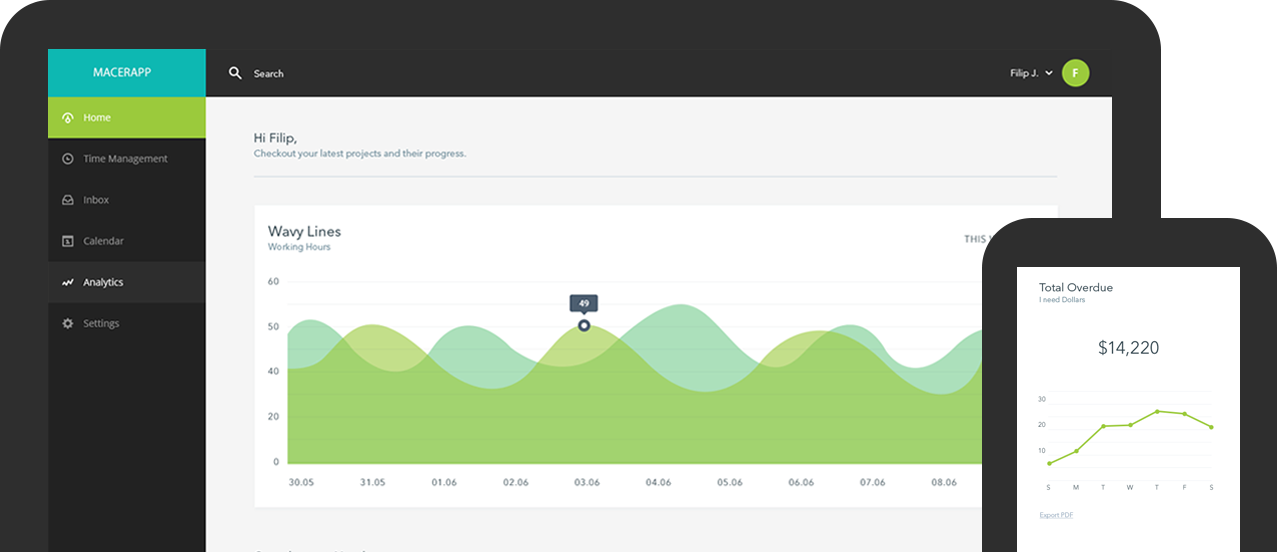 MACERAPP
Search
Filip J.
F
Home
Time Management
Inbox
Calendar
Analytics
Settings
Hi Filip,
Checkout your latest projects and their progress.
Wavy Lines
Working Hours
THIS
60
50
40
20
0
49
30.05
31.05
01.06
02.06
03.06
04.06
05.06
06.06
07.06
08.06
Total Overdue
I need Dollars
$14,220
30
20
10
S
M
T
W
T
F
S
Export PDF